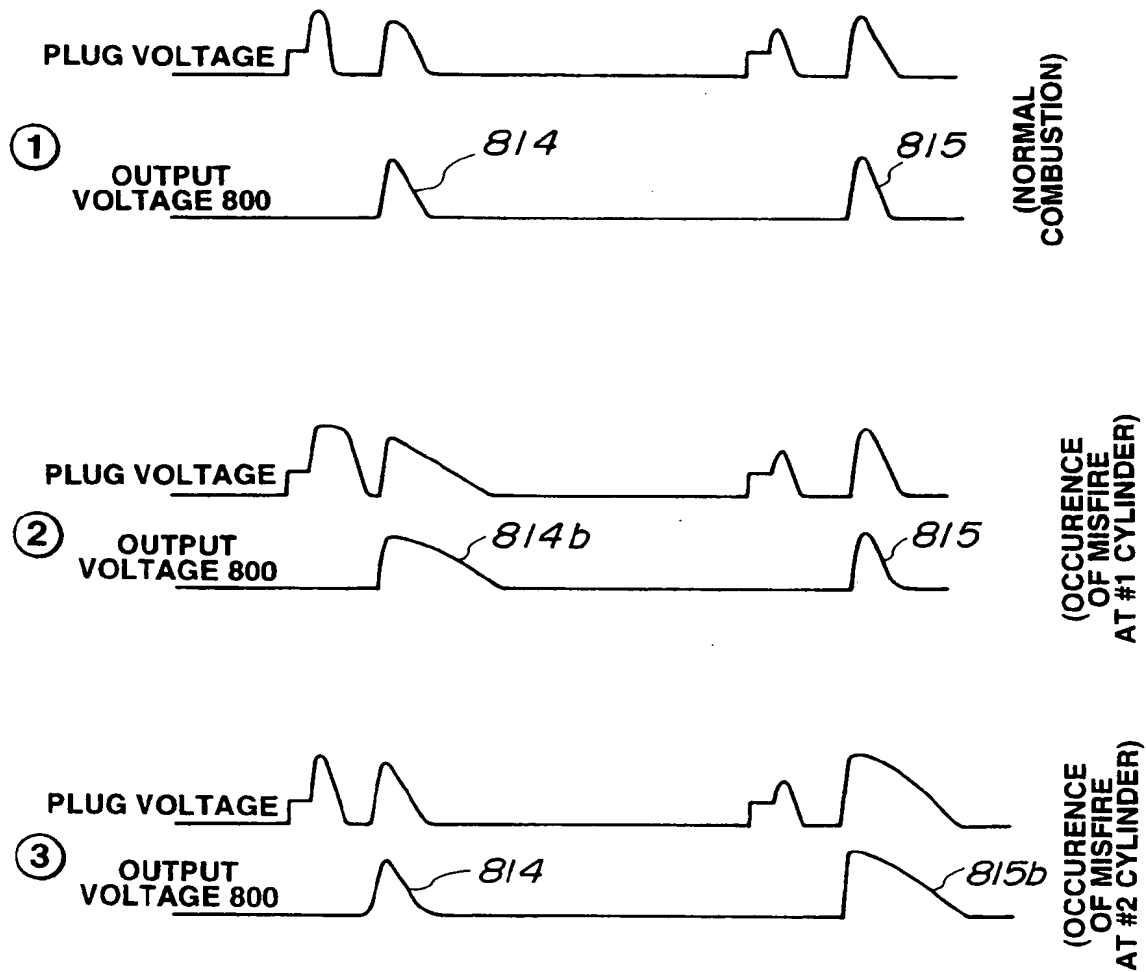 PLUG VOLTAGE
1
814
815
OUTPUT
VOLTAGE 800
(NORMAL
COMBUSTION)
PLUG VOLTAGE
2
814b
815
OUTPUT
VOLTAGE 800
(OCCURENCE
OF MISFIRE
AT #1 CYLINDER)
PLUG VOLTAGE
3
814
815b
OUTPUT
VOLTAGE 800
(OCCURENCE
OF MISFIRE
AT #2 CYLINDER)